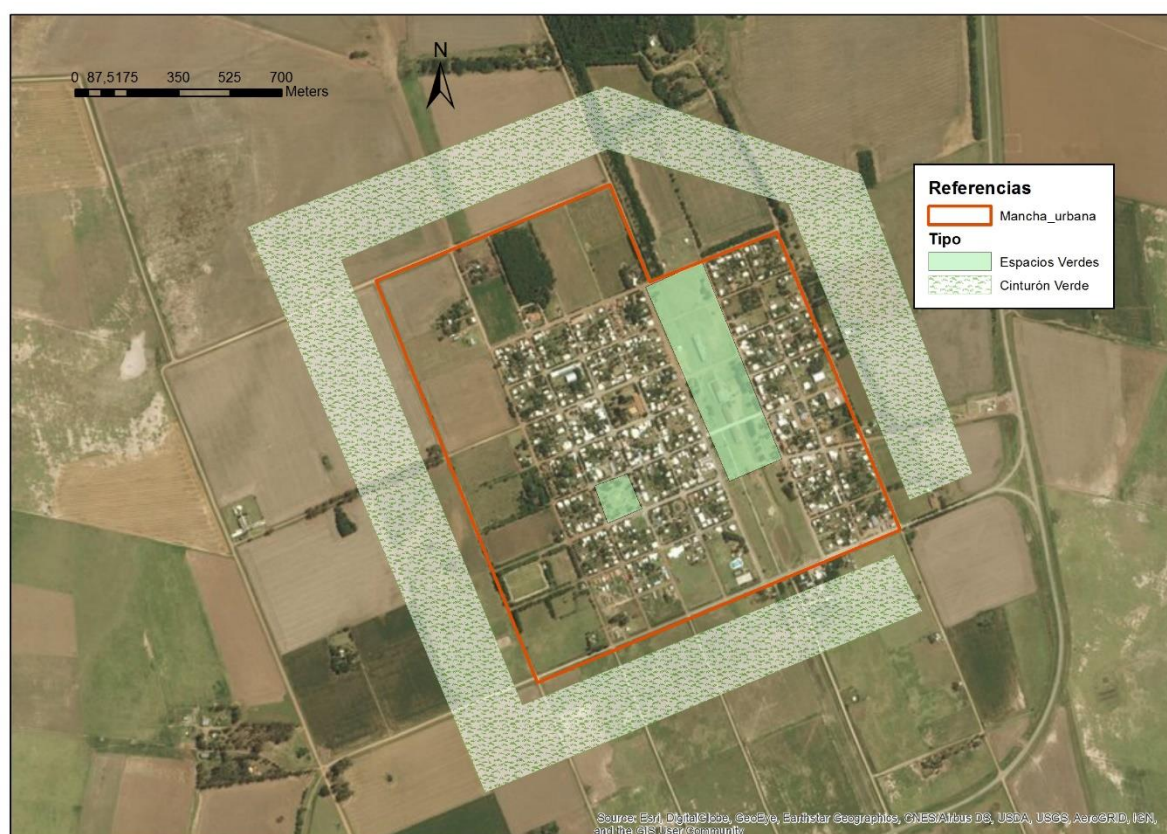 N
0 87,5175 350 525 700
Meters
Referencias
Mancha_urbana
Tipo
Espacios Verdes
Cinturón Verde
Source: Esri, DigitalGlobe, GeoEye, Earthstar Geographics, CNES/Airbus DS, USDA, USGS, AeroGRID, IGN,
and the GIS User Community